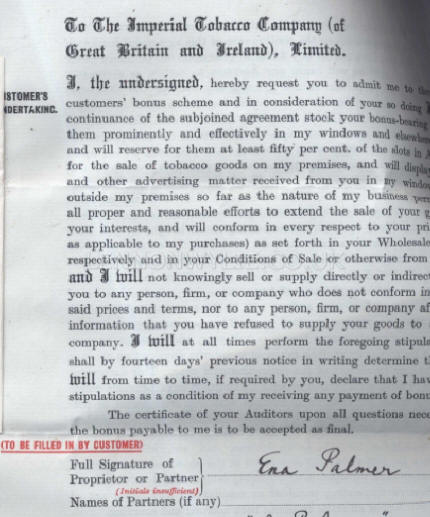 To The Imperial Tobacco Company (of
Great Britain and Ireland), Limited.
I, the undersigned, hereby request you to admit me to the
CUSTOMER'S
UNDERTAKING.
customers' bonus scheme and in consideration of your so doing
continuance of the subjoined agreement stock your bonus-bearing
them prominently and effectively in my windows and elsewhere
and will reserve for them at least fifty per cent. of the slots in
for the sale of tobacco goods on my premises, and will display
and other advertising matter received from you in my window
outside my premises so far as the nature of my business
all proper and reasonable efforts to extend the sale of your
your interests, and will conform in every respect to your
as applicable to my purchases) as set forth in your Wholesale
respectively and in your Conditions of Sale or otherwise from
and I will not knowingly sell or supply directly or indirect
you to any person, firm, or company who does not conform in
said prices and terms, nor to any person, firm, or company
information that you have refused to supply your goods to
company. I will at all times perform the foregoing stipula
shall by fourteen days' previous notice in writing determine
will from time to time, if required by you, declare that I hav
stipulations as a condition of my receiving any payment of
The certificate of your Auditors upon all questions
the bonus payable to me is to be accepted as final.
(TO BE FILLED IN BY CUSTOMER)
Full Signature of
Proprietor or Partner
(Initials insufficient)
Ena Palmer
Names of Partners (if any)